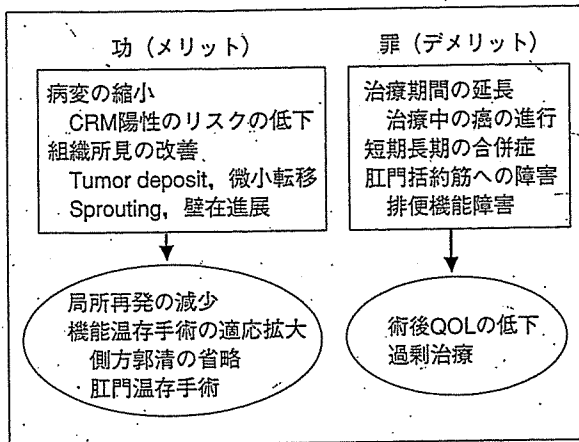 功（メリット）
病変の縮小
CRM陽性のリスクの低下
組織所見の改善
Tumor deposit，微小転移
Sprouting，壁在進展
局所再発の減少
機能温存手術の適応拡大
側方郭清の省略
肛門温存手術
罪（デメリット）
治療期間の延長
治療中の癌の進行
短期長期の合併症
肛門括約筋への障害
排便機能障害
術後QOLの低下
過剰治療